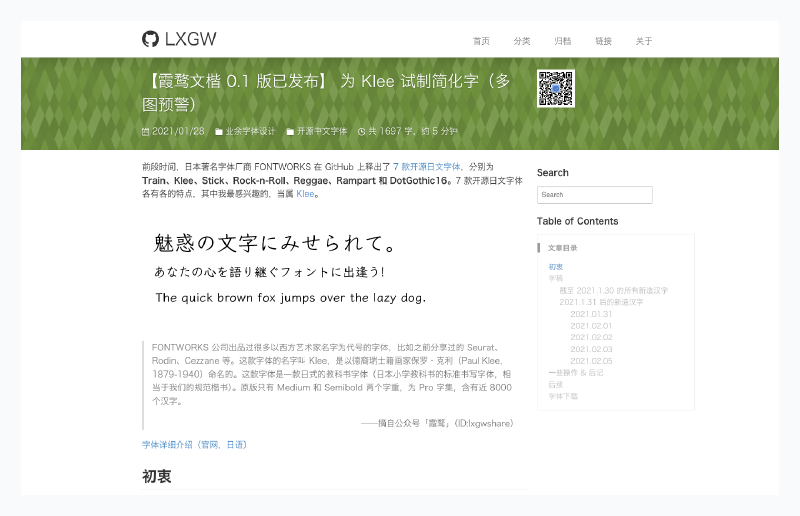 LXGW
首页 分类 归档 链接 关于
【霞鹜文楷 0.1 版已发布】 为 Klee 试制简化字（多
图预警）
2021/01/28 业余字体设计 开源中文字体 共 1697 字，约 5 分钟
前段时间，日本著名字体厂商 FONTWORKS 在 GitHub 上释出了 7 款开源日文字体，分别为
Train、Klee、Stick、Rock-n-Roll、Reggae、Rampart 和 DotGothic16。7 款开源日文字体
各有各的特点，其中我最感兴趣的，当属 Klee。
魅惑の文字にみせられて。
あなたの心を語り継ぐフォントに出逢う!
The quick brown fox jumps over the lazy dog.
FONTWORKS 公司出品过很多以西方艺术家名字为代号的字体，比如之前分享过的 Seurat、
Rodin、Cezzane 等。这款字体的名字叫 Klee，是以德裔瑞士籍画家保罗・克利（Paul Klee,
1879-1940）命名的。这款字体是一款日式的教科书字体（日本小学教科书的标准书写字体，相
当于我们的规范楷书）。原版只有 Medium 和 Semibold 两个字重，为 Pro 字集，含有近 8000
个汉字。
——摘自公众号「霞鹜」（ID:lxgwshare）
字体详细介绍（官网，日语）
初衷
Search
Search
Table of Contents
文章目录
初衷
字稿
截至 2021.1.30 的所有新造汉字
2021.1.31 后的新造汉字
2021.01.31
2021.02.01
2021.02.02
2021.02.03
2021.02.05
一些操作 & 后记
后续
字体下载